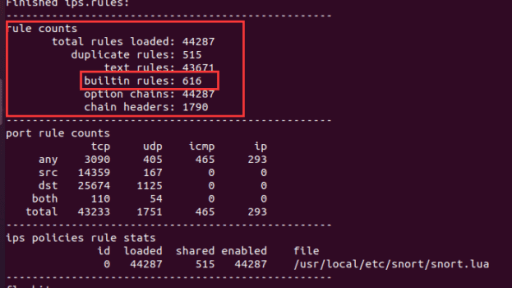 Finished ips.rules:
--------------------------------------------------
rule counts
       total rules loaded: 44287
          duplicate rules: 515
               text rules: 43671
            builtin rules: 616
            option chains: 44287
            chain headers: 1790
--------------------------------------------------
port rule counts
             tcp     udp    icmp      ip
     any    3090     405     465     293
     src   14359     167       0       0
     dst   25674    1125       0       0
    both     110      54       0       0
   total   43233    1751     465     293
--------------------------------------------------
ips policies rule stats
              id  loaded  shared enabled    file
               0   44287     515   44287    /usr/local/etc/snort/snort.lua
--------------------------------------------------